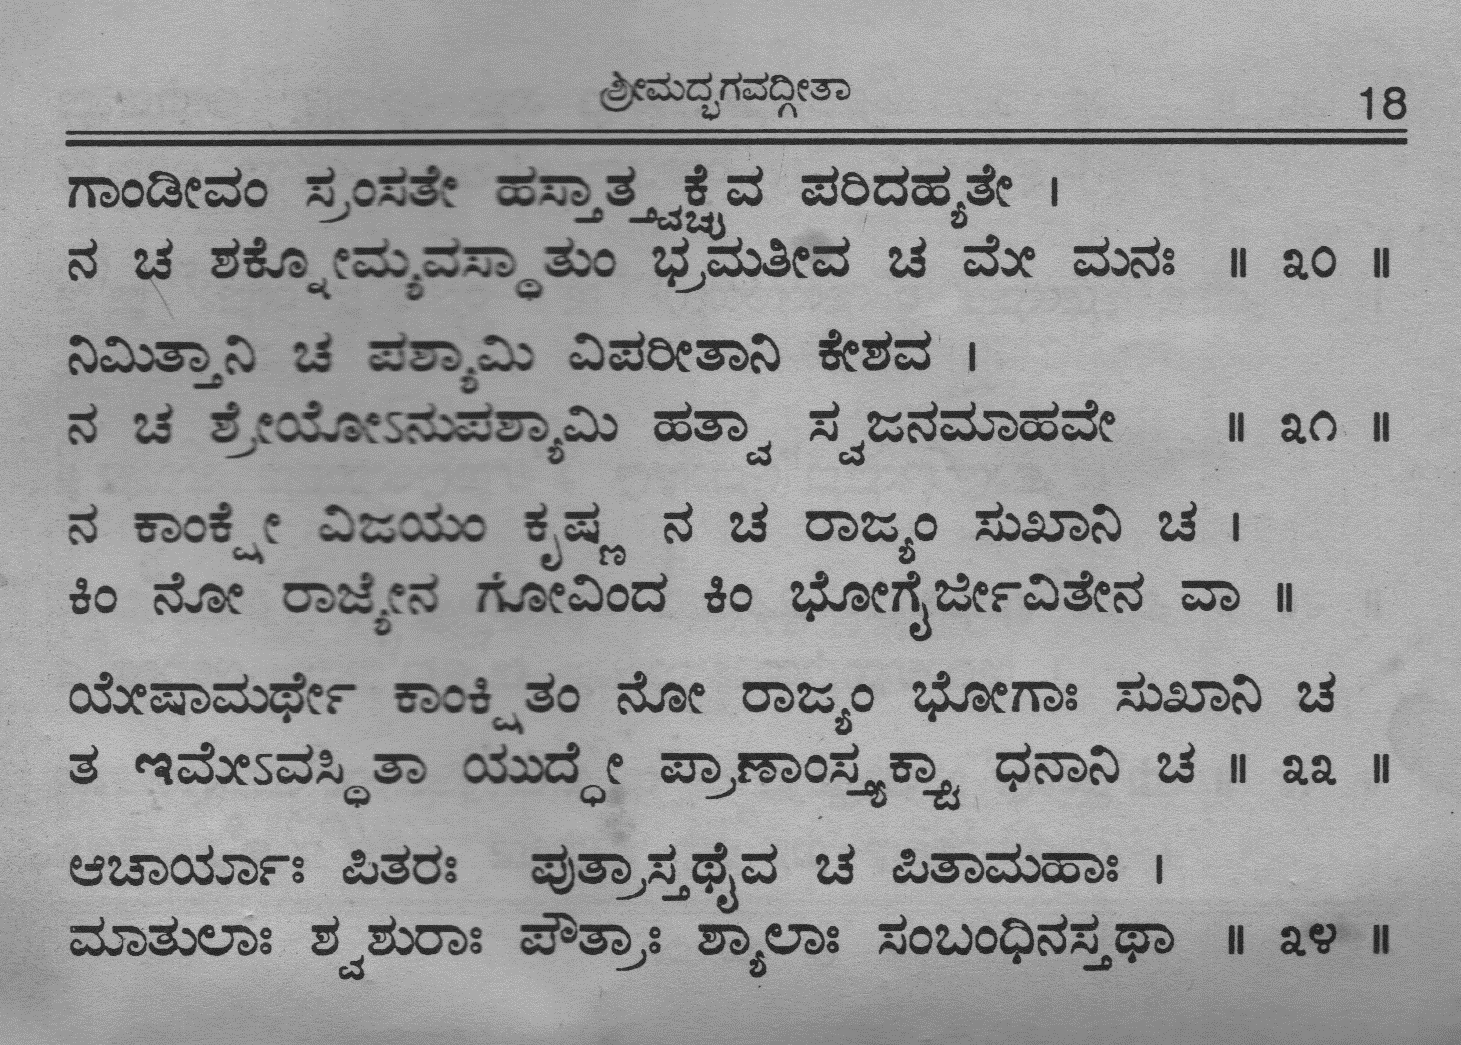 ಶ್ರೀಮದ್ಭಗವದ್ಗೀತಾ
18
ಗಾಂಡೀವಂ ಸ್ರಂಸತೇ ಹಸ್ತಾತ್ತ್ವಕ್ಚೈವ ಪರಿದಹ್ಯತೇ ।
ನ ಚ ಶಕ್ನೋಮ್ಯವಸ್ಥಾತುಂ ಭ್ರಮತೀವ ಚ ಮೇ ಮನಃ ॥ ೩೦ ॥
ನಿಮಿತ್ತಾನಿ ಚ ಪಶ್ಯಾಮಿ ವಿಪರೀತಾನಿ ಕೇಶವ ।
ನ ಚ ಶ್ರೇಯೋಽನುಪಶ್ಯಾಮಿ ಹತ್ವಾ ಸ್ವಜನಮಾಹವೇ ॥ ೩೧ ॥
ನ ಕಾಂಕ್ಷೇ ವಿಜಯಂ ಕೃಷ್ಣ ನ ಚ ರಾಜ್ಯಂ ಸುಖಾನಿ ಚ ।
ಕಿಂ ನೋ ರಾಜ್ಯೇನ ಗೋವಿಂದ ಕಿಂ ಭೋಗೈರ್ಜೀವಿತೇನ ವಾ ॥
ಯೇಷಾಮರ್ಥೇ ಕಾಂಕ್ಷಿತಂ ನೋ ರಾಜ್ಯಂ ಭೋಗಾಃ ಸುಖಾನಿ ಚ
ತ ಇಮೇಽವಸ್ಥಿತಾ ಯುದ್ಧೇ ಪ್ರಾಣಾಂಸ್ತ್ಯಕ್ತ್ವಾ ಧನಾನಿ ಚ ॥ ೩೩ ॥
ಆಚಾರ್ಯಾಃ ಪಿತರಃ ಪುತ್ರಾಸ್ತಥೈವ ಚ ಪಿತಾಮಹಾಃ ।
ಮಾತುಲಾಃ ಶ್ವಶುರಾಃ ಪೌತ್ರಾಃ ಶ್ಯಾಲಾಃ ಸಂಬಂಧಿನಸ್ತಥಾ ॥ ೩೪ ॥